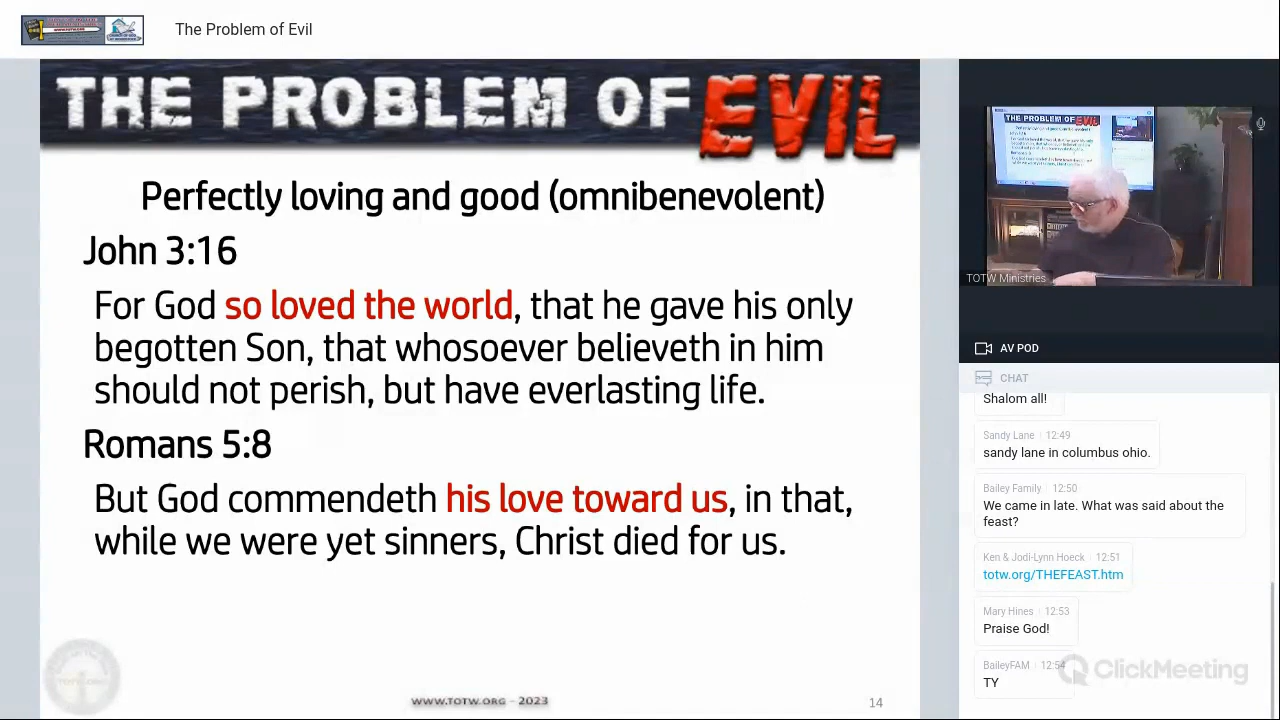 The Problem of Evil
THE PROBLEM OF EVIL
Perfectly loving and good (omnibenevolent)
John 3:16
For God so loved the world, that he gave his only
begotten Son, that whosoever believeth in him
should not perish, but have everlasting life.
Romans 5:8
But God commendeth his love toward us, in that,
while we were yet sinners, Christ died for us.
WWW.TOTW.ORG - 2023
14
THE PROBLEM OF EVIL
TOTW Ministries
AV POD
CHAT
Shalom all!
Sandy Lane 12:49
sandy lane in columbus ohio.
Bailey Family 12:50
We came in late. What was said about the
feast?
Ken & Jodi-Lynn Hoeck 12:51
totw.org/THEFEAST.htm
Mary Hines 12:53
Praise God!
BaileyFAM 12:54
TY
ClickMeeting